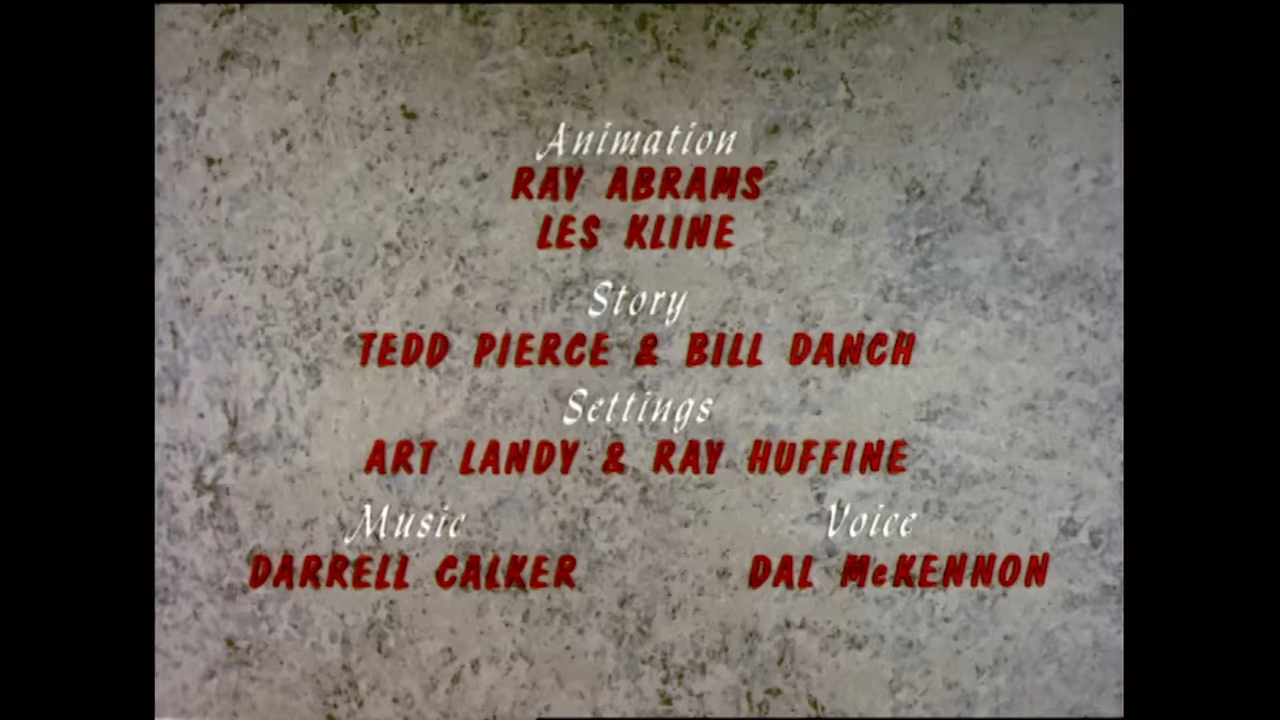 Animation
RAY ABRAMS
LES KLINE
Story
TEDD PIERCE & BILL DANCH
Settings
ART LANDY & RAY HUFFINE
Music Voice
DARRELL CALKER DAL McKENNON